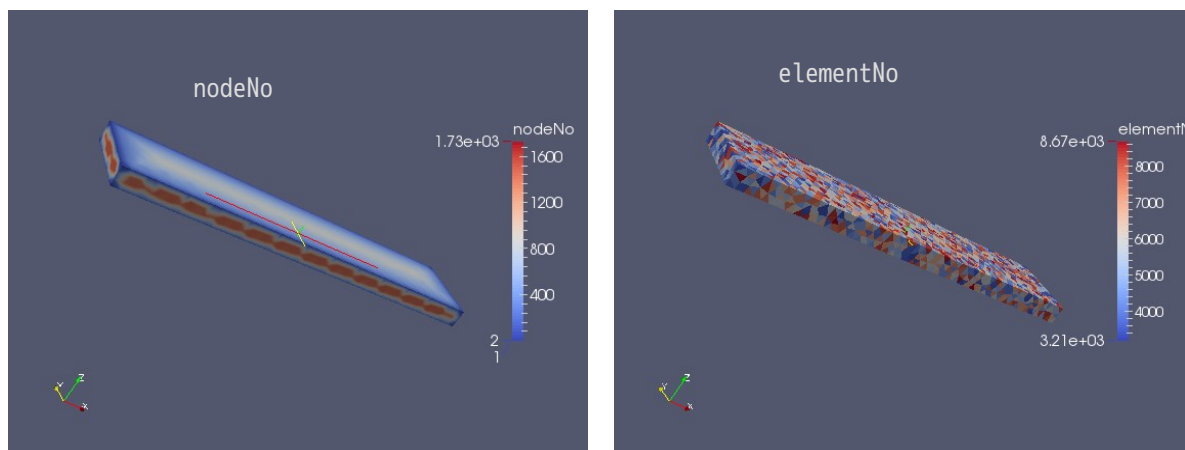 nodeNo
nodeNo
1.73e+03
1600
1200
800
400
2
1
Y
Z
X
elementNo
elementN
8.67e+03
8000
7000
6000
5000
4000
3.21e+03
Y
Z
X